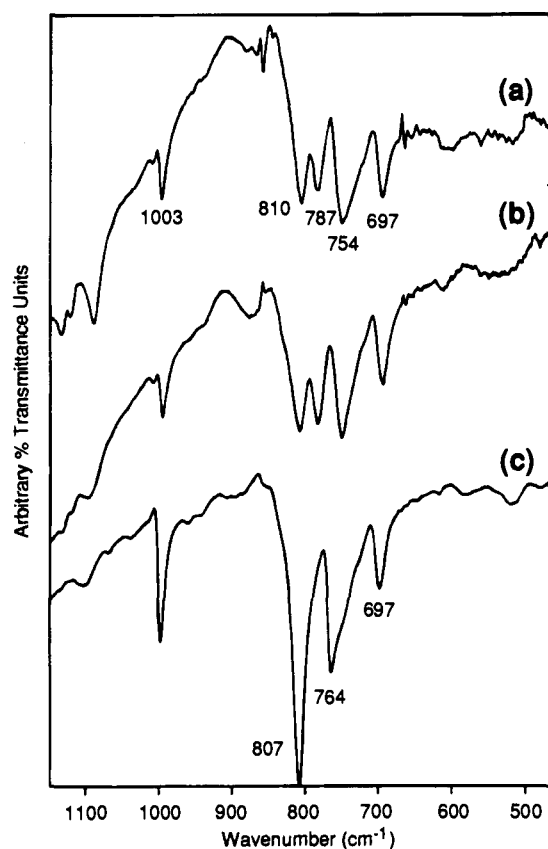 (a)
1003
810
787
754
697
(b)
(c)
697
764
807
Arbitrary % Transmittance Units
1100 1000 900 800 700 600 500
Wavenumber (cm⁻¹)